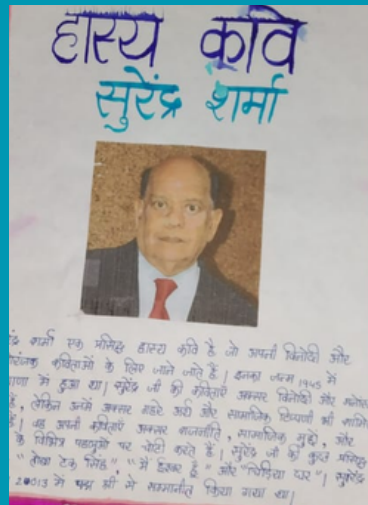 हास्य कवि
सुरेंद्र शर्मा
शर्मा एक प्रसिद्ध हास्य कवि है जो अपनी विनोदी और
कविताओं के लिए जाने जाते है | इनका जन्म 1945 में
में हुआ था | सुरेंद्र जी की कविताएँ अक्सर विनोदी और
, लेकिन उनमें अक्सर गहरे अर्थ और सामाजिक टिप्पणी भी
है | वह अपनी कविताएँ अक्सर राजनीति, सामाजिक मुद्दों, और
के विभिन्न पहलुओं पर चोट करते है | सुरेंद्र जी की कुछ प्रसिद्ध
टेक सिंह", "में ईश्वर है" और "चिड़िया घर" | सुरेंद्र
20013 में पद्म श्री से सम्मानित किया गया था |